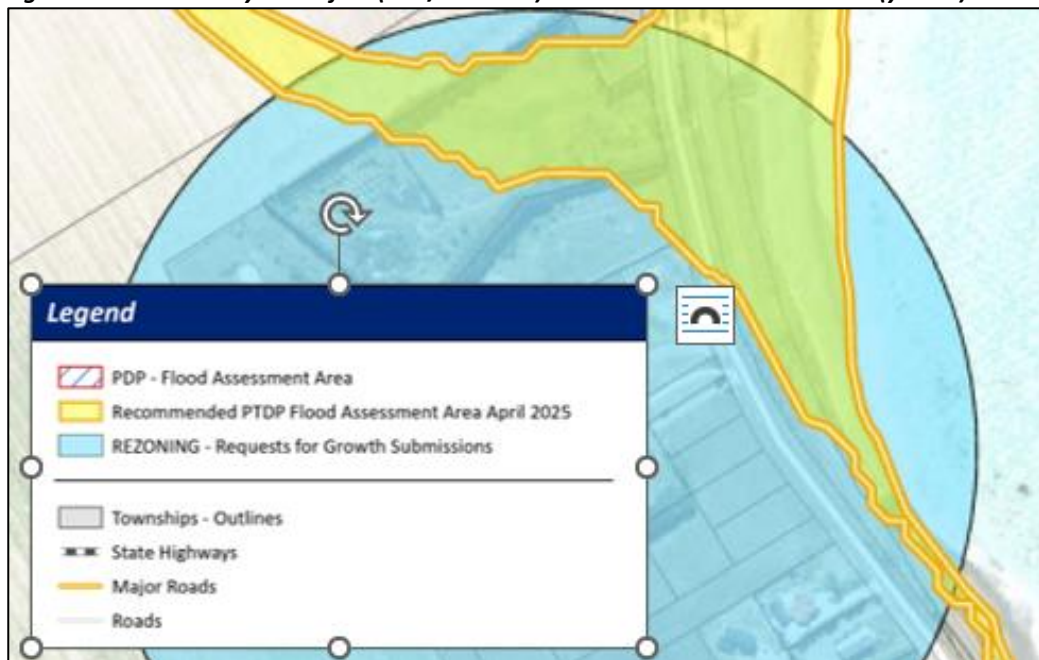 Legend
PDP - Flood Assessment Area
Recommended PTDP Flood Assessment Area April 2025
REZONING - Requests for Growth Submissions
Townships - Outlines
State Highways
Major Roads
Roads